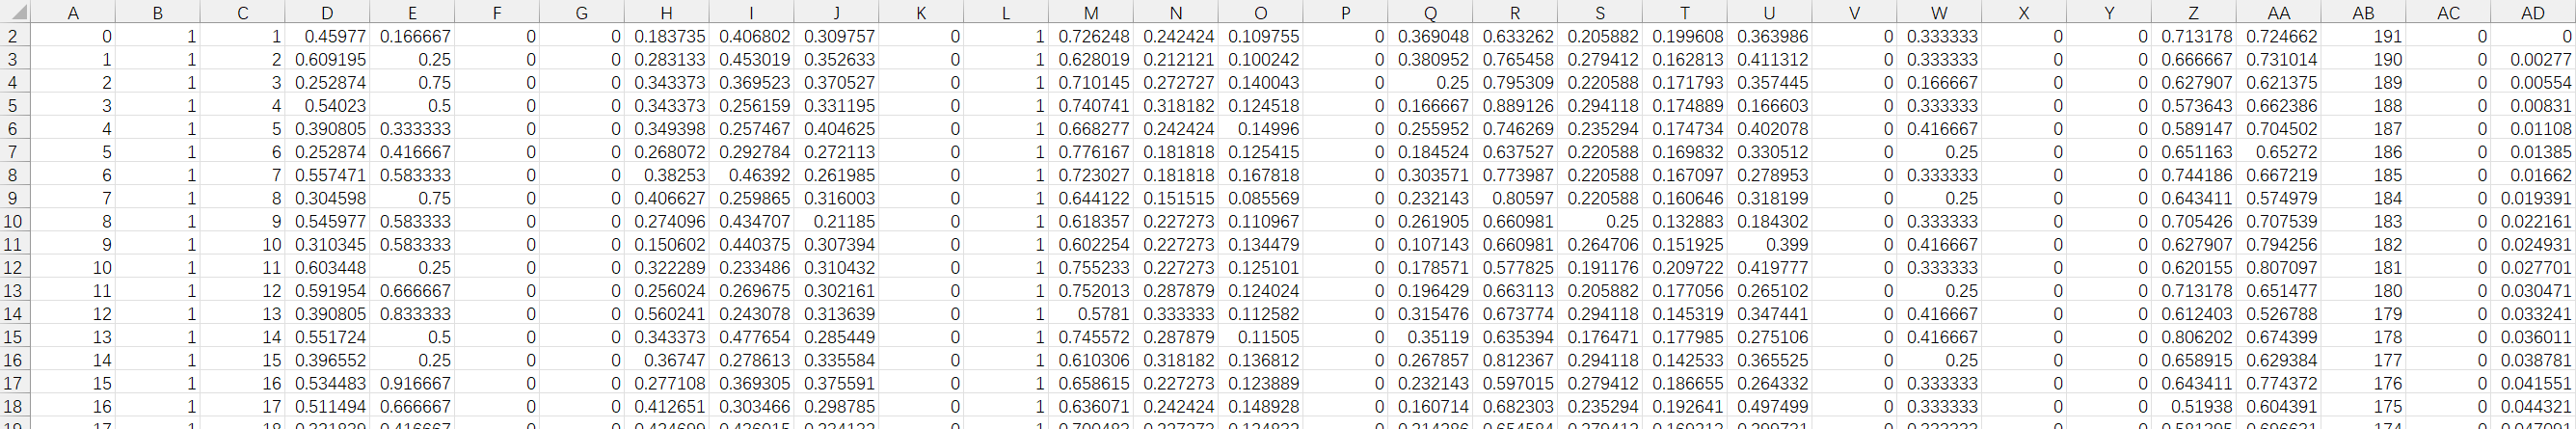 A B C D E F G H I J K L M N O P Q R S T U V W X Y Z AA AB AC AD
2 0 1 1 0.45977 0.166667 0 0 0.183735 0.406802 0.309757 0 1 0.726248 0.242424 0.109755 0 0.369048 0.633262 0.205882 0.199608 0.363986 0 0.333333 0 0 0.713178 0.724662 191 0 0
3 1 1 2 0.609195 0.25 0 0 0.283133 0.453019 0.352633 0 1 0.628019 0.212121 0.100242 0 0.380952 0.765458 0.279412 0.162813 0.411312 0 0.333333 0 0 0.666667 0.731014 190 0 0.00277
4 2 1 3 0.252874 0.75 0 0 0.343373 0.369523 0.370527 0 1 0.710145 0.272727 0.140043 0 0.25 0.795309 0.220588 0.171793 0.357445 0 0.166667 0 0 0.627907 0.621375 189 0 0.00554
5 3 1 4 0.54023 0.5 0 0 0.343373 0.256159 0.331195 0 1 0.740741 0.318182 0.124518 0 0.166667 0.889126 0.294118 0.174889 0.166603 0 0.333333 0 0 0.573643 0.662386 188 0 0.00831
6 4 1 5 0.390805 0.333333 0 0 0.349398 0.257467 0.404625 0 1 0.668277 0.242424 0.14996 0 0.255952 0.746269 0.235294 0.174734 0.402078 0 0.416667 0 0 0.589147 0.704502 187 0 0.01108
7 5 1 6 0.252874 0.416667 0 0 0.268072 0.292784 0.272113 0 1 0.776167 0.181818 0.125415 0 0.184524 0.637527 0.220588 0.169832 0.330512 0 0.25 0 0 0.651163 0.65272 186 0 0.01385
8 6 1 7 0.557471 0.583333 0 0 0.38253 0.46392 0.261985 0 1 0.723027 0.181818 0.167818 0 0.303571 0.773987 0.220588 0.167097 0.278953 0 0.333333 0 0 0.744186 0.667219 185 0 0.01662
9 7 1 8 0.304598 0.75 0 0 0.406627 0.259865 0.316003 0 1 0.644122 0.151515 0.085569 0 0.232143 0.80597 0.220588 0.160646 0.318199 0 0.25 0 0 0.643411 0.574979 184 0 0.019391
10 8 1 9 0.545977 0.583333 0 0 0.274096 0.434707 0.21185 0 1 0.618357 0.227273 0.110967 0 0.261905 0.660981 0.25 0.132883 0.184302 0 0.333333 0 0 0.705426 0.707539 183 0 0.022161
11 9 1 10 0.310345 0.583333 0 0 0.150602 0.440375 0.307394 0 1 0.602254 0.227273 0.134479 0 0.107143 0.660981 0.264706 0.151925 0.399 0 0.416667 0 0 0.627907 0.794256 182 0 0.024931
12 10 1 11 0.603448 0.25 0 0 0.322289 0.233486 0.310432 0 1 0.755233 0.227273 0.125101 0 0.178571 0.577825 0.191176 0.209722 0.419777 0 0.333333 0 0 0.620155 0.807097 181 0 0.027701
13 11 1 12 0.591954 0.666667 0 0 0.256024 0.269675 0.302161 0 1 0.752013 0.287879 0.124024 0 0.196429 0.663113 0.205882 0.177056 0.265102 0 0.25 0 0 0.713178 0.651477 180 0 0.030471
14 12 1 13 0.390805 0.833333 0 0 0.560241 0.243078 0.313639 0 1 0.5781 0.333333 0.112582 0 0.315476 0.673774 0.294118 0.145319 0.347441 0 0.416667 0 0 0.612403 0.526788 179 0 0.033241
15 13 1 14 0.551724 0.5 0 0 0.343373 0.477654 0.285449 0 1 0.745572 0.287879 0.11505 0 0.35119 0.635394 0.176471 0.177985 0.275106 0 0.416667 0 0 0.806202 0.674399 178 0 0.036011
16 14 1 15 0.396552 0.25 0 0 0.36747 0.278613 0.335584 0 1 0.610306 0.318182 0.136812 0 0.267857 0.812367 0.294118 0.142533 0.365525 0 0.25 0 0 0.658915 0.629384 177 0 0.038781
17 15 1 16 0.534483 0.916667 0 0 0.277108 0.369305 0.375591 0 1 0.658615 0.227273 0.123889 0 0.232143 0.597015 0.279412 0.186655 0.264332 0 0.333333 0 0 0.643411 0.774372 176 0 0.041551
18 16 1 17 0.511494 0.666667 0 0 0.412651 0.303466 0.298785 0 1 0.636071 0.242424 0.148928 0 0.160714 0.682303 0.235294 0.192641 0.497499 0 0.333333 0 0 0.51938 0.604391 175 0 0.044321